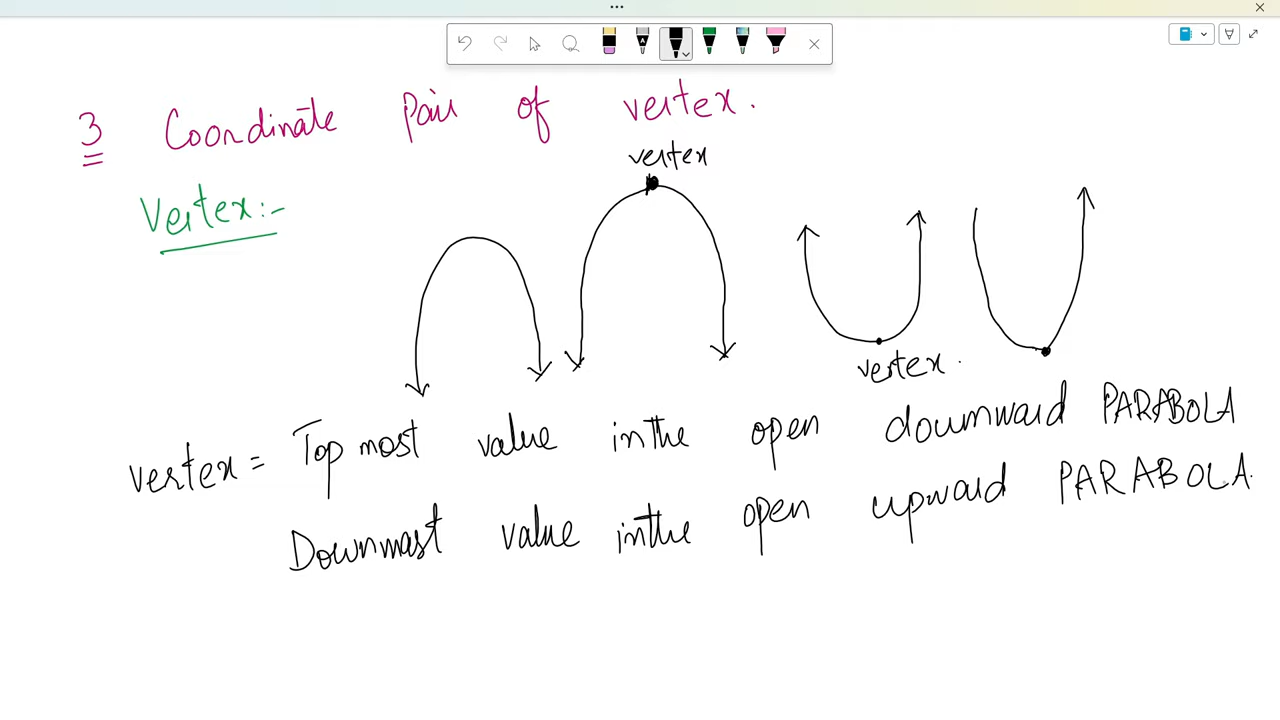 3 Coordinate Pair of vertex.
vertex
Vertex:-
vertex.
vertex = Top most value in the open downward PARABOLA
Downmost value in the open upward PARABOLA.